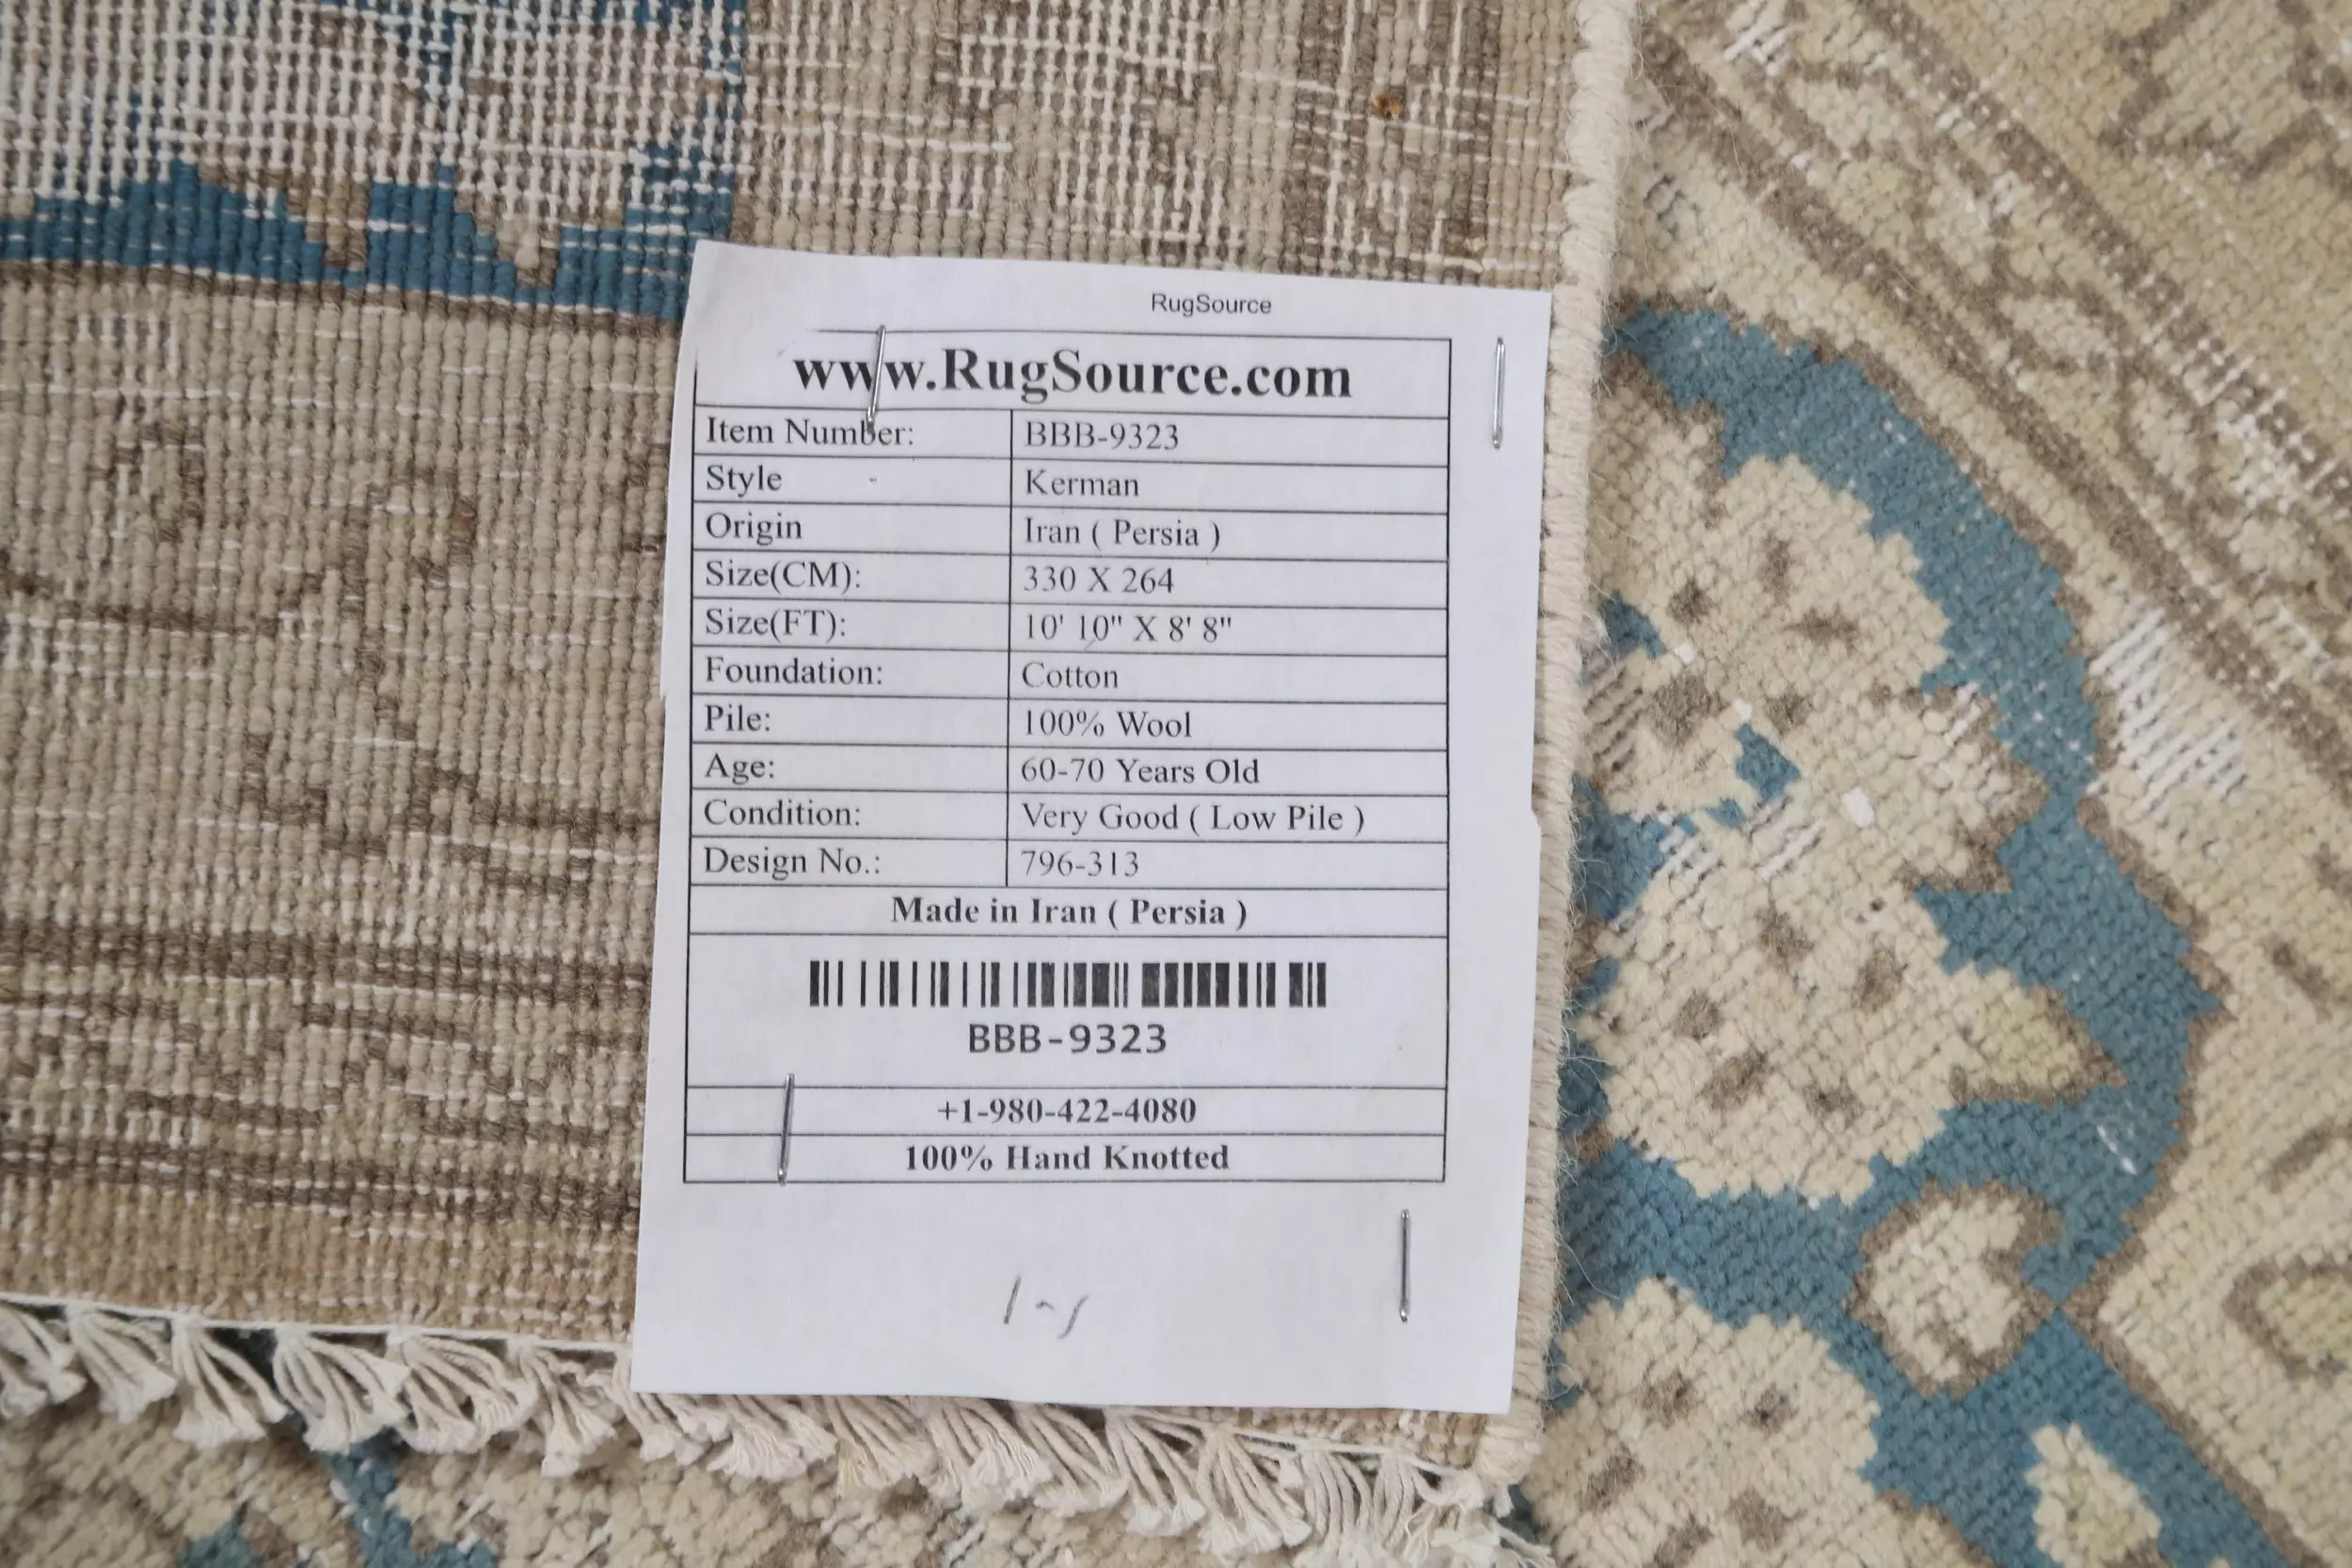 RugSource
www.RugSource.com
Item Number: BBB-9323
Style Kerman
Origin Iran ( Persia )
Size(CM): 330 X 264
Size(FT): 10' 10" X 8' 8"
Foundation: Cotton
Pile: 100% Wool
Age: 60-70 Years Old
Condition: Very Good ( Low Pile )
Design No.: 796-313
Made in Iran ( Persia )
BBB-9323
+1-980-422-4080
100% Hand Knotted